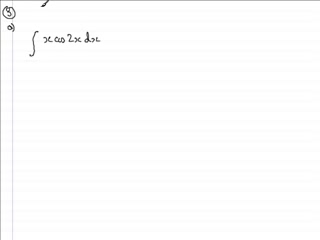 ③
a)
∫ x cos 2x dx